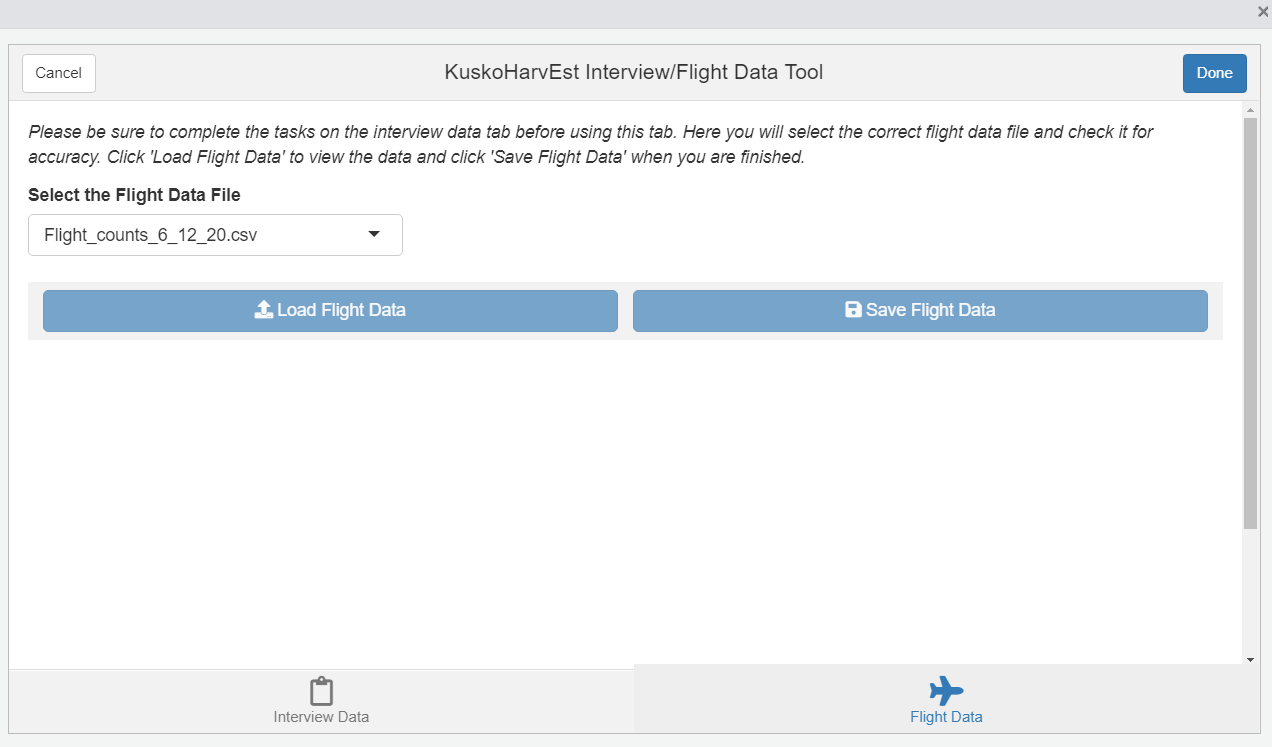 Cancel
KuskoHarvEst Interview/Flight Data Tool
Done
Please be sure to complete the tasks on the interview data tab before using this tab. Here you will select the correct flight data file and check it for
accuracy. Click 'Load Flight Data' to view the data and click 'Save Flight Data' when you are finished.
Select the Flight Data File
Flight_counts_6_12_20.csv
Load Flight Data
Save Flight Data
Interview Data
Flight Data